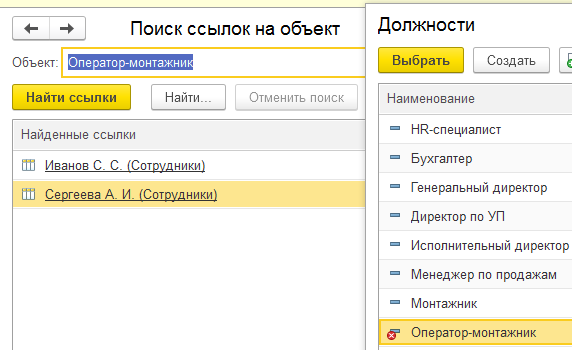 Поиск ссылок на объект
Объект: Оператор-монтажник
Найти ссылки Найти... Отменить поиск
Найденные ссылки
Иванов С. С. (Сотрудники)
Сергеева А. И. (Сотрудники)
Должности
Выбрать Создать
Наименование
HR-специалист
Бухгалтер
Генеральный директор
Директор по УП
Исполнительный директор
Менеджер по продажам
Монтажник
Оператор-монтажник